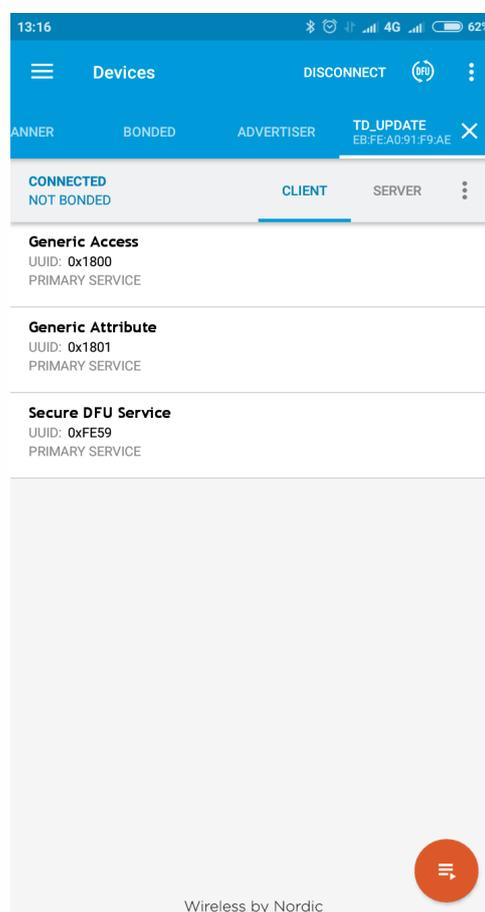 13:16 4G 62%
Devices DISCONNECT DFU
ANNER BONDED ADVERTISER TD_UPDATE
EB:FE:A0:91:F9:AE
CONNECTED
NOT BONDED
CLIENT SERVER
Generic Access
UUID: 0x1800
PRIMARY SERVICE
Generic Attribute
UUID: 0x1801
PRIMARY SERVICE
Secure DFU Service
UUID: 0xFE59
PRIMARY SERVICE
Wireless by Nordic